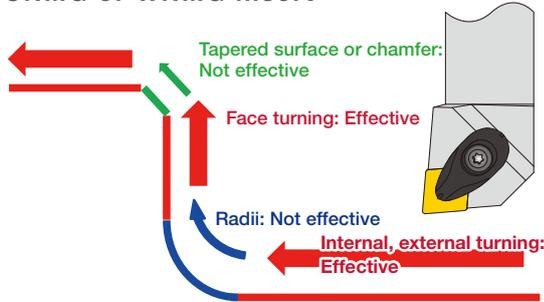 Tapered surface or chamfer:
Not effective
Face turning: Effective
Radii: Not effective
Internal, external turning:
Effective